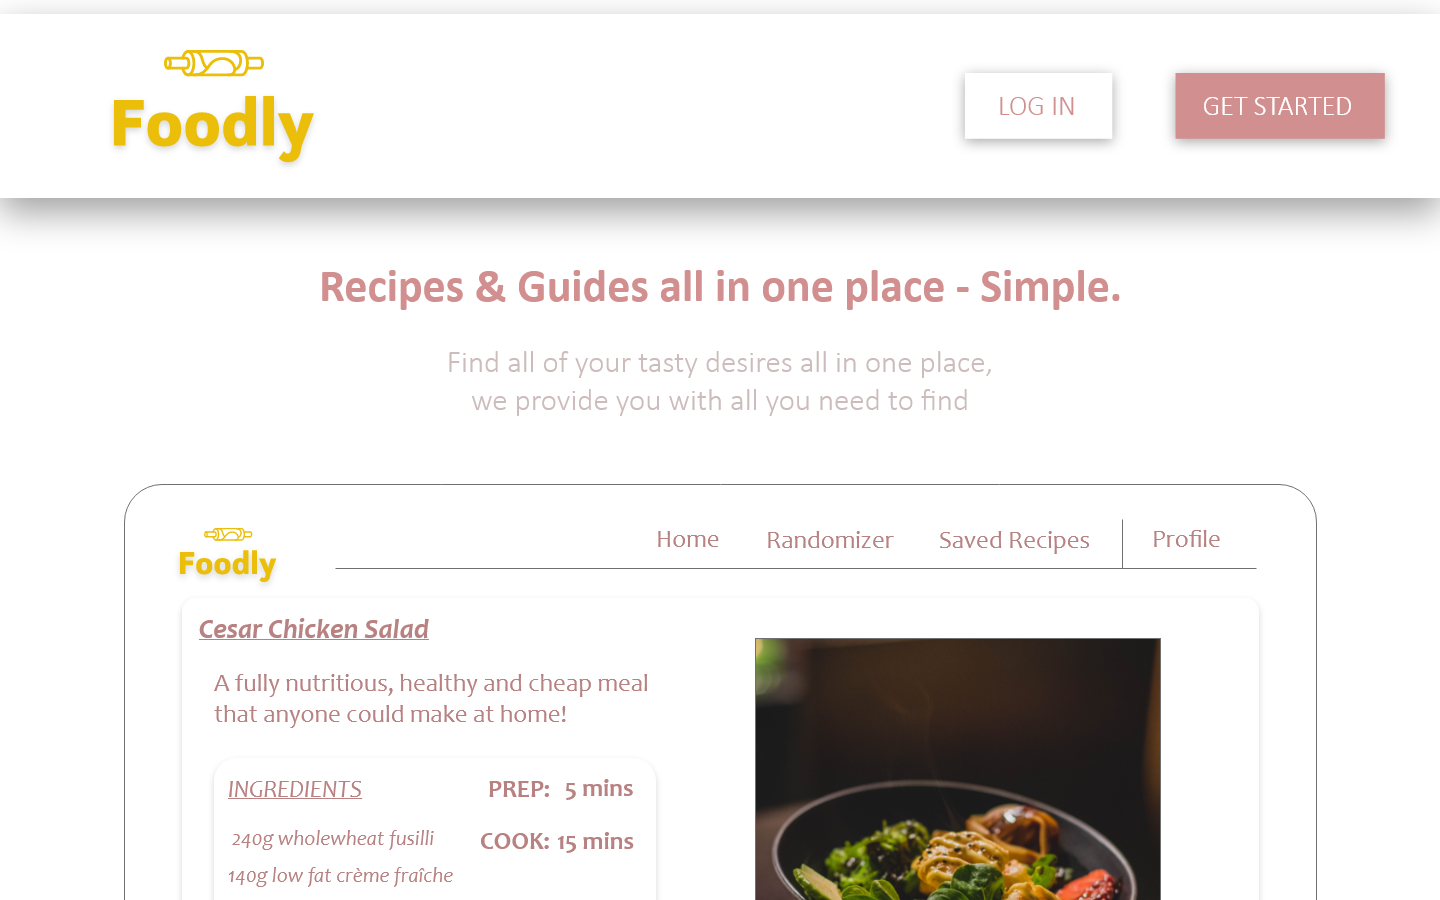 Foodly
LOG IN
GET STARTED
Recipes & Guides all in one place - Simple.
Find all of your tasty desires all in one place,
we provide you with all you need to find
Foodly
Home
Randomizer
Saved Recipes
Profile
Cesar Chicken Salad
A fully nutritious, healthy and cheap meal
that anyone could make at home!
INGREDIENTS
PREP: 5 mins
240g wholewheat fusilli
COOK: 15 mins
140g low fat crème fraîche